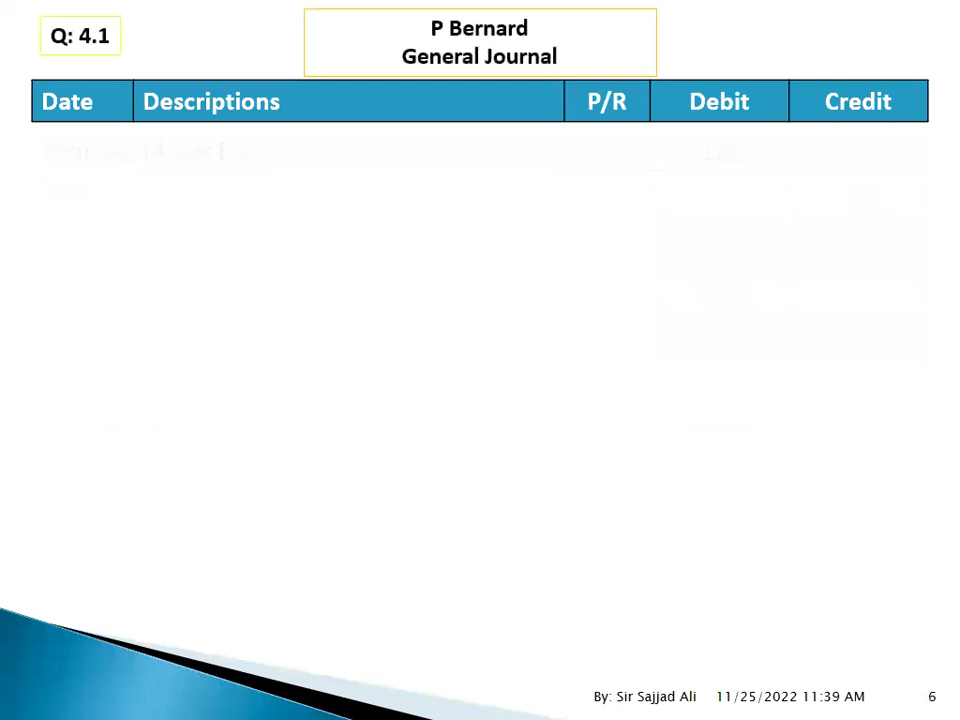 Q: 4.1
P Bernard
General Journal
Date Descriptions P/R Debit Credit
By: Sir Sajjad Ali 11/25/2022 11:39 AM 6